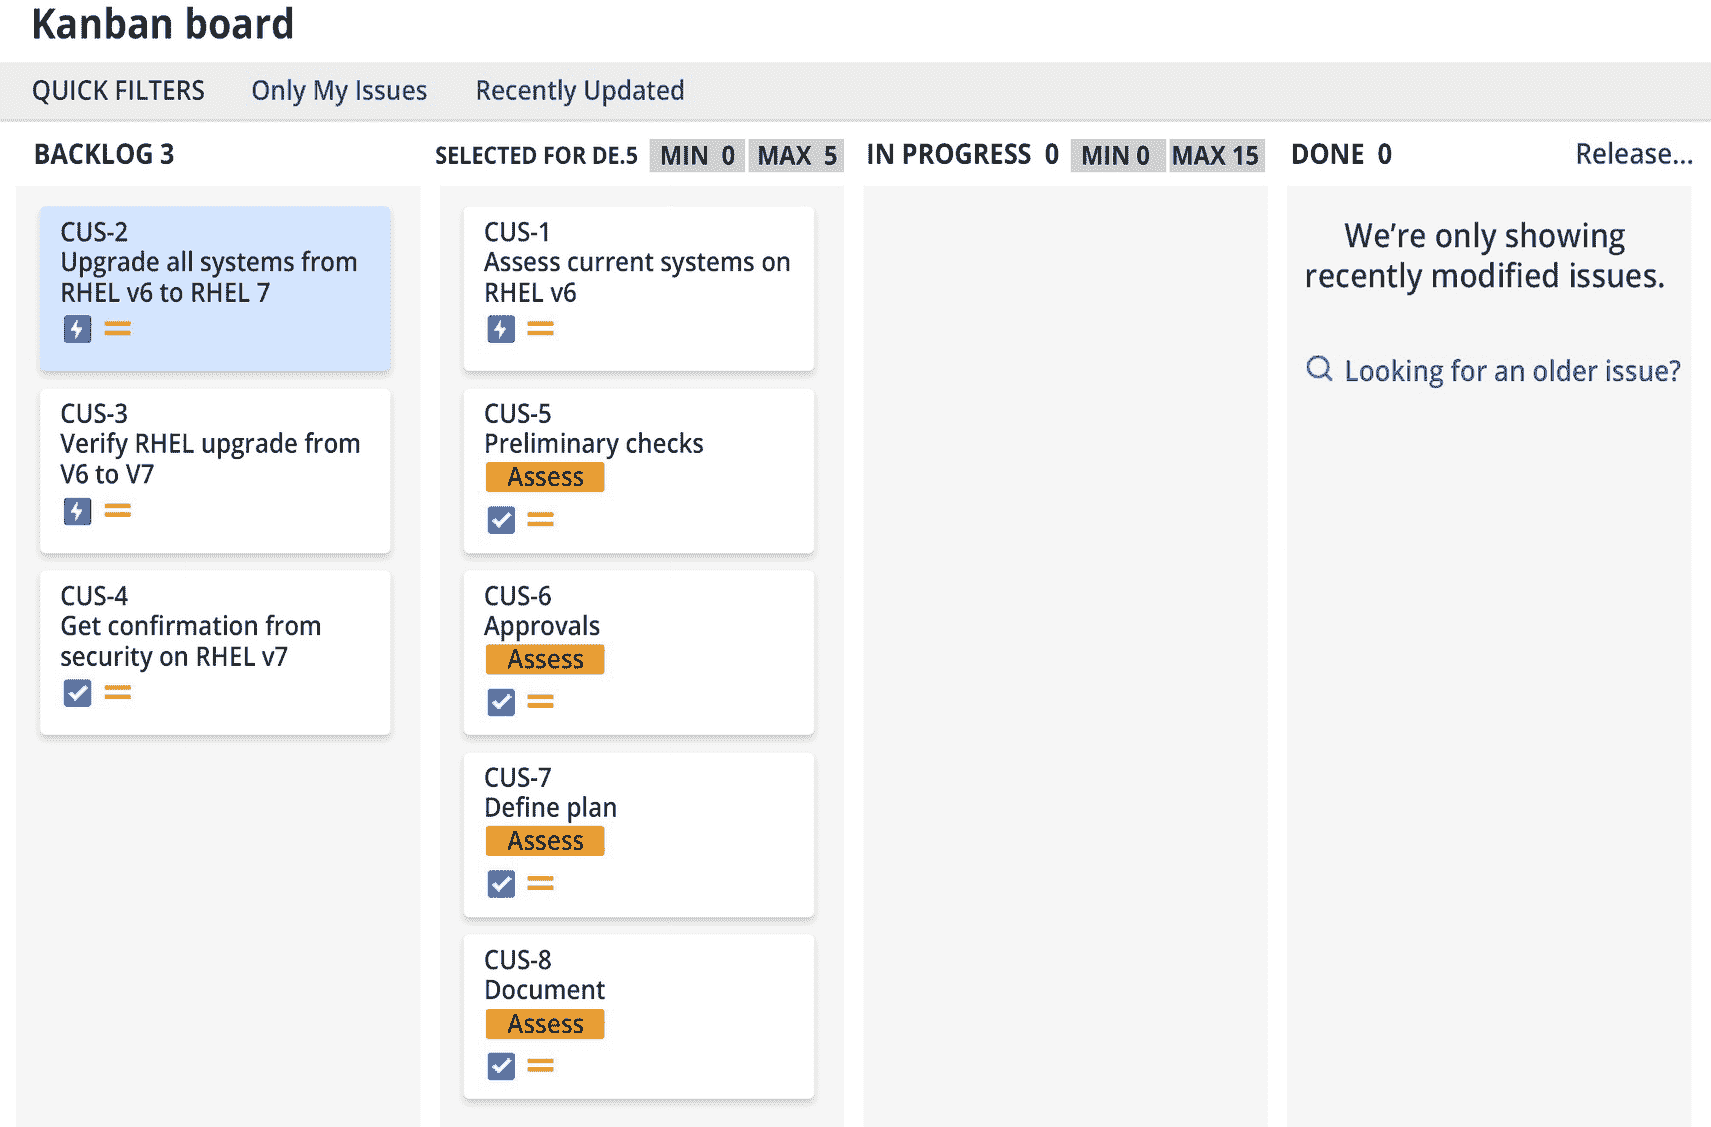 Kanban board
QUICK FILTERS Only My Issues Recently Updated
BACKLOG 3
SELECTED FOR DE.5 MIN 0 MAX 5
IN PROGRESS 0 MIN 0 MAX 15
DONE 0 Release...
CUS-2
Upgrade all systems from
RHEL v6 to RHEL 7
CUS-3
Verify RHEL upgrade from
V6 to V7
CUS-4
Get confirmation from
security on RHEL v7
CUS-1
Assess current systems on
RHEL v6
CUS-5
Preliminary checks
Assess
CUS-6
Approvals
Assess
CUS-7
Define plan
Assess
CUS-8
Document
Assess
We’re only showing
recently modified issues.
Looking for an older issue?